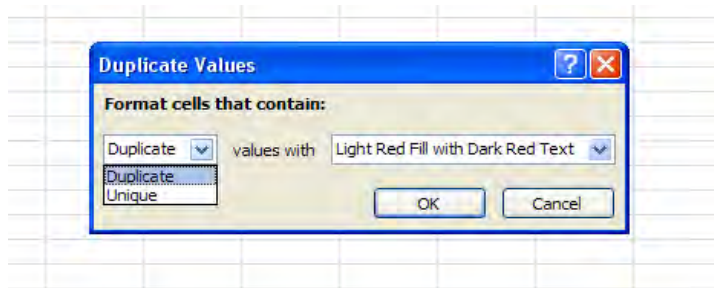 Duplicate Values
Format cells that contain:
Duplicate values with Light Red Fill with Dark Red Text
Duplicate
Unique
OK Cancel